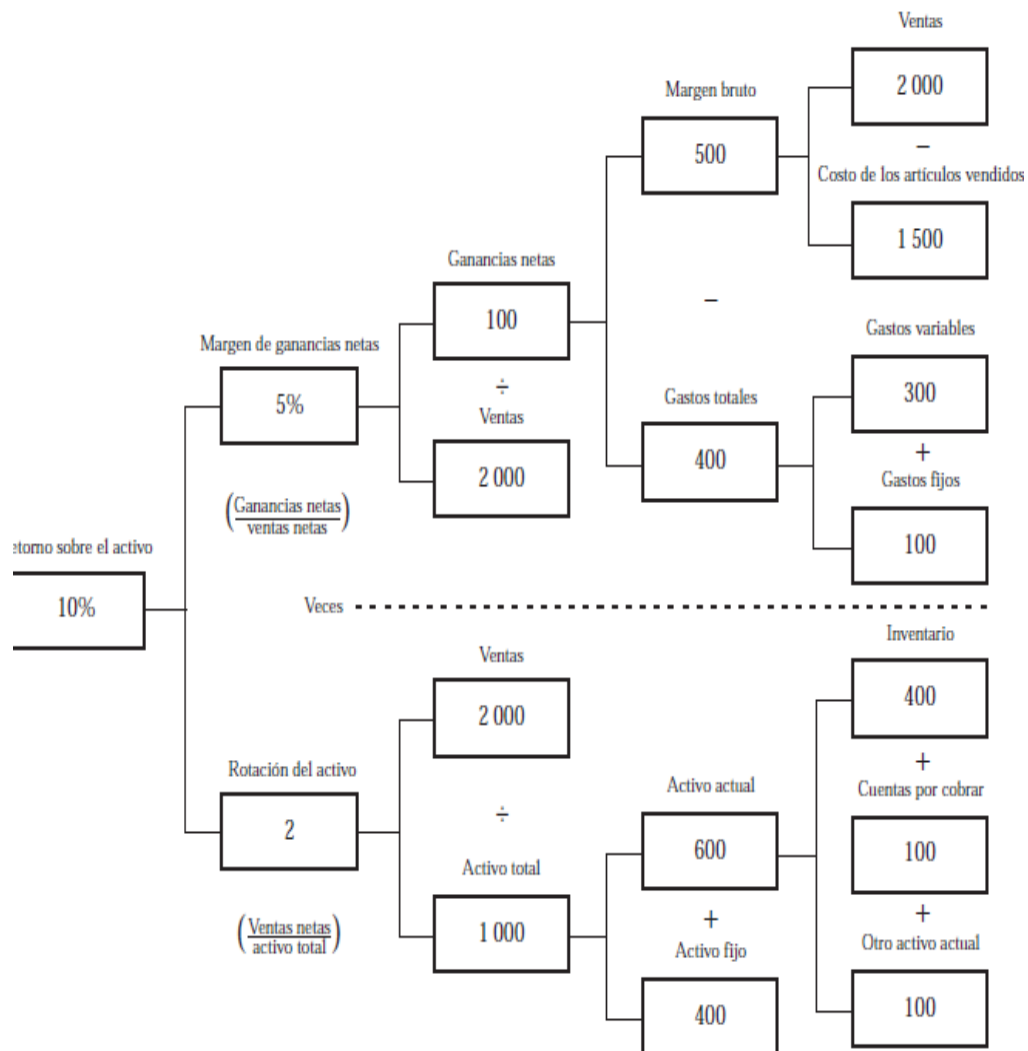 Ventas
2 000
Margen bruto
500
−
Costo de los artículos vendidos
1 500
Ganancias netas
100
−
Gastos variables
300
Margen de ganancias netas
5%
÷
Ventas
2 000
Gastos totales
400
+
Gastos fijos
100
(Ganancias netas
ventas netas)
etorno sobre el activo
10%
Veces
Inventario
400
Ventas
2 000
+
Cuentas por cobrar
100
Rotación del activo
2
÷
Activo actual
600
Activo total
1 000
+
Activo fijo
400
+
Otro activo actual
100
(Ventas netas
activo total)